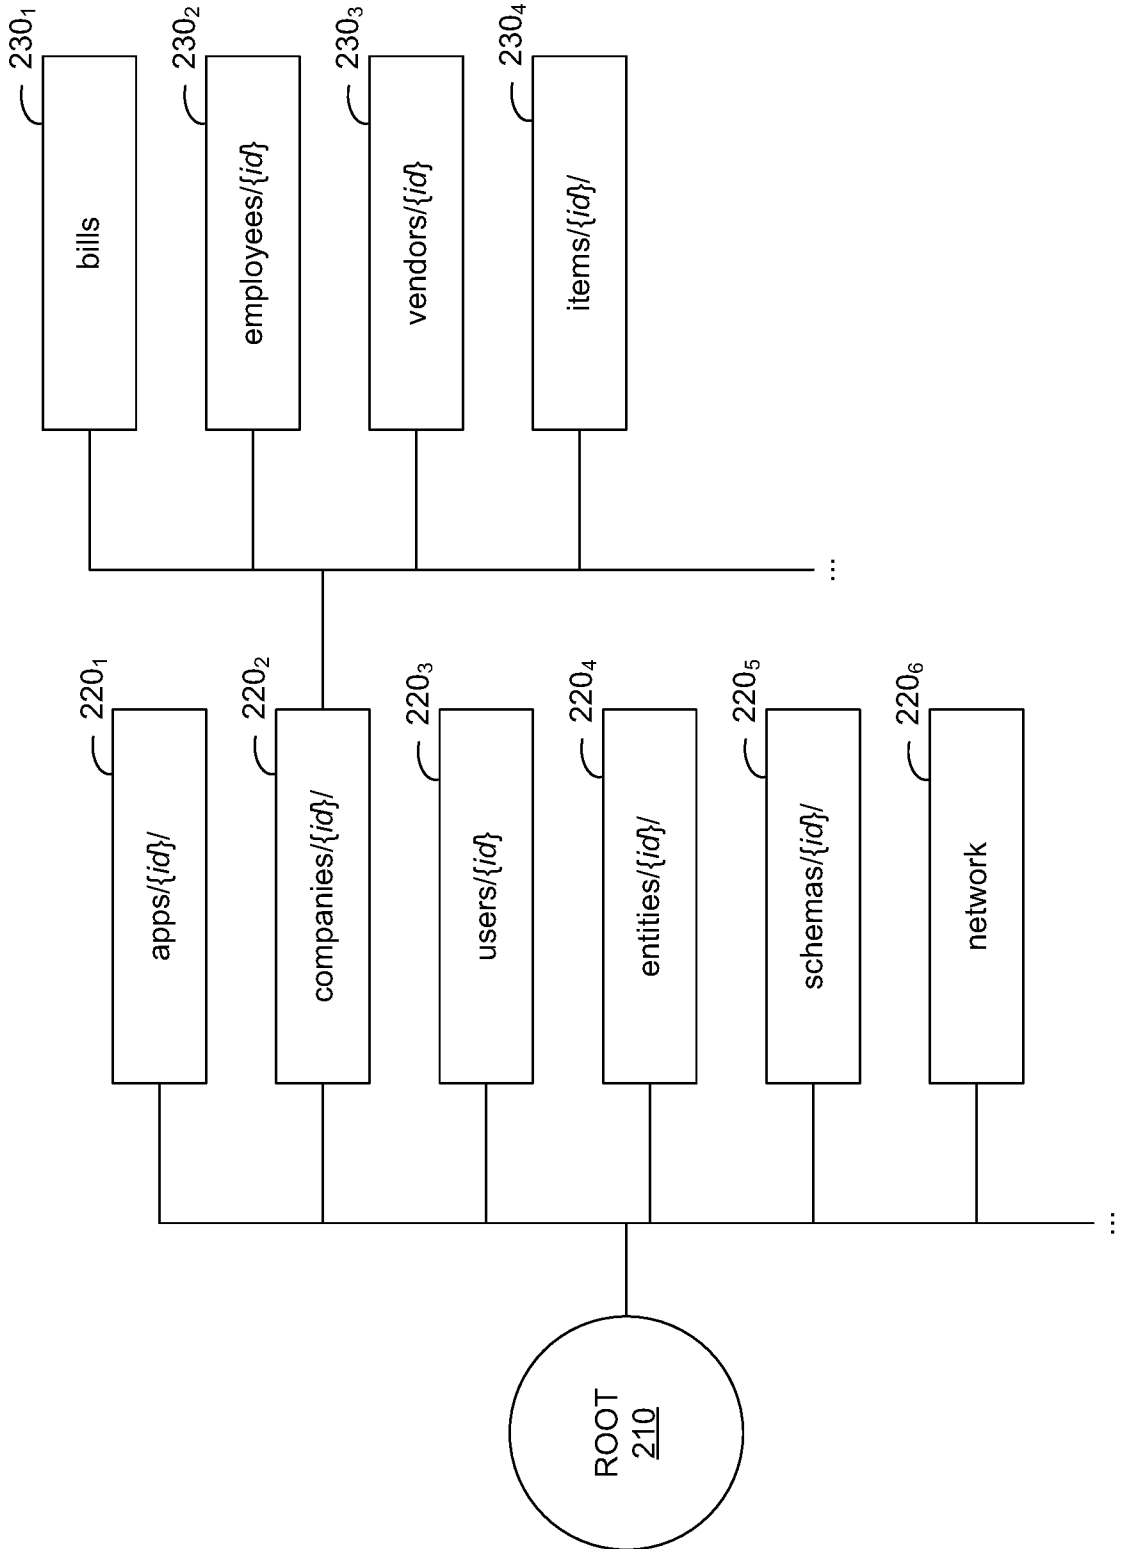 ROOT
210
220₁
apps/{id}/
220₂
companies/{id}/
220₃
users/{id}
220₄
entities/{id}/
220₅
schemas/{id}/
220₆
network
...
230₁
bills
230₂
employees/{id}
230₃
vendors/{id}
230₄
items/{id}/
...